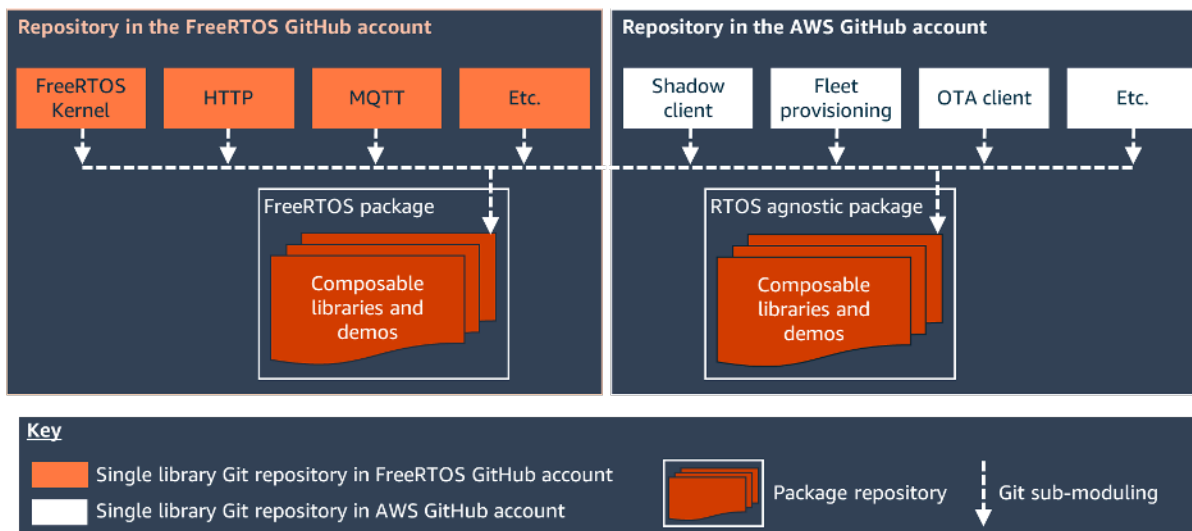 Repository in the FreeRTOS GitHub account
FreeRTOS
Kernel
HTTP
MQTT
Etc.
FreeRTOS package
Composable
libraries and
demos
Repository in the AWS GitHub account
Shadow
client
Fleet
provisioning
OTA client
Etc.
RTOS agnostic package
Composable
libraries and
demos
Key
Single library Git repository in FreeRTOS GitHub account
Single library Git repository in AWS GitHub account
Package repository
Git sub-moduling